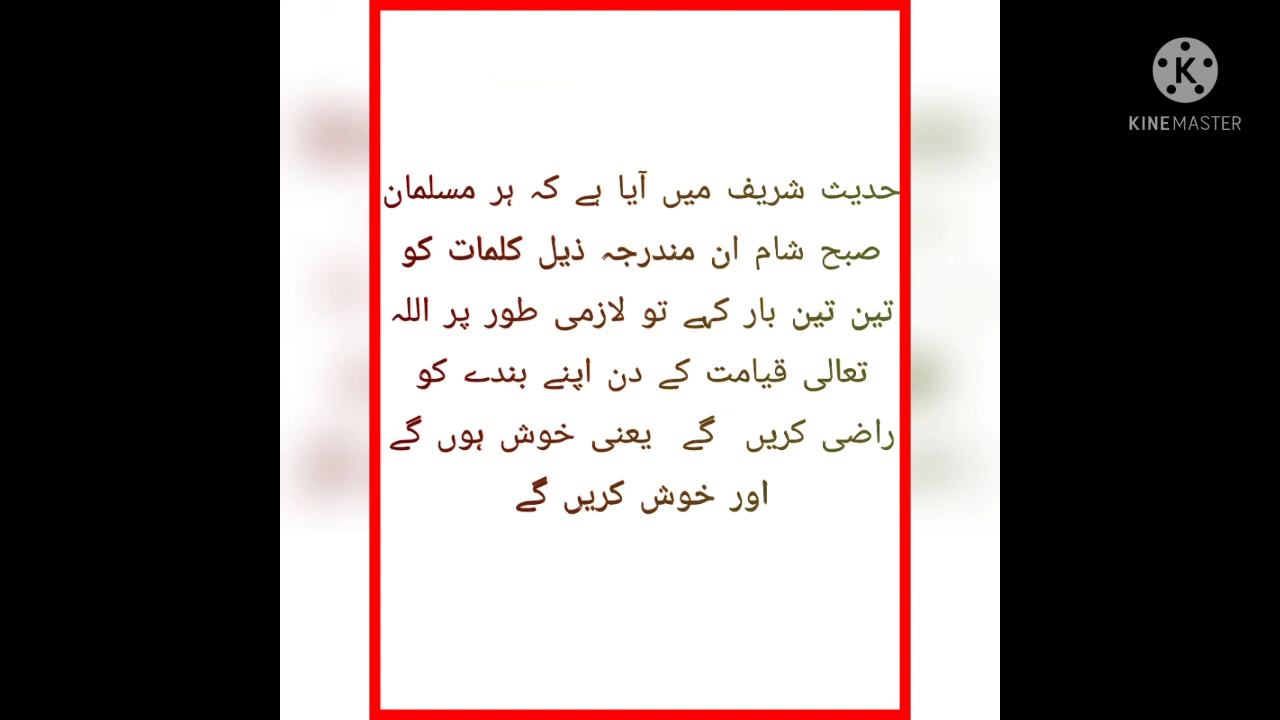 حدیث شریف میں آیا ہے کہ ہر مسلمان
صبح شام ان مندرجہ ذیل کلمات کو
تین تین بار کہے تو لازمی طور پر اللہ
تعالی قیامت کے دن اپنے بندے کو
راضی کریں گے یعنی خوش ہوں گے
اور خوش کریں گے
K
KINEMASTER